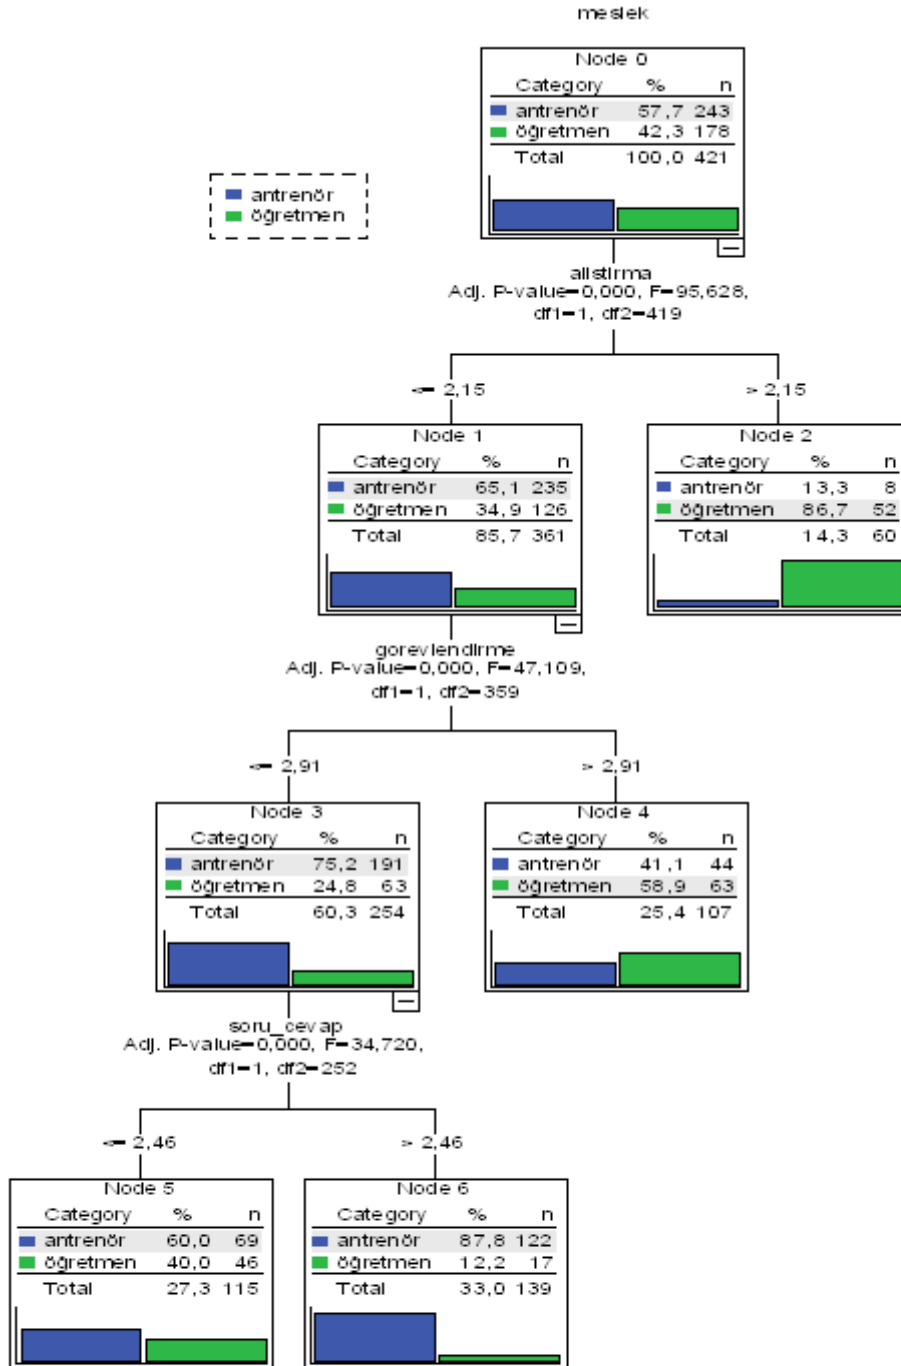 meslek
Node 0
Category % n
antrenör 57,7 243
öğretmen 42,3 178
Total 100,0 421
antrenör
öğretmen
alistirma
Adj. P-value=0,000, F=95,628,
df1=1, df2=419
<= 2,15
> 2,15
Node 1
Category % n
antrenör 65,1 235
öğretmen 34,9 126
Total 85,7 361
Node 2
Category % n
antrenör 13,3 8
öğretmen 86,7 52
Total 14,3 60
gorevlendirme
Adj. P-value=0,000, F=47,109,
df1=1, df2=359
<= 2,91
> 2,91
Node 3
Category % n
antrenör 75,2 191
öğretmen 24,8 63
Total 60,3 254
Node 4
Category % n
antrenör 41,1 44
öğretmen 58,9 63
Total 25,4 107
soru_cevap
Adj. P-value=0,000, F=34,720,
df1=1, df2=252
<= 2,46
> 2,46
Node 5
Category % n
antrenör 60,0 69
öğretmen 40,0 46
Total 27,3 115
Node 6
Category % n
antrenör 87,8 122
öğretmen 12,2 17
Total 33,0 139